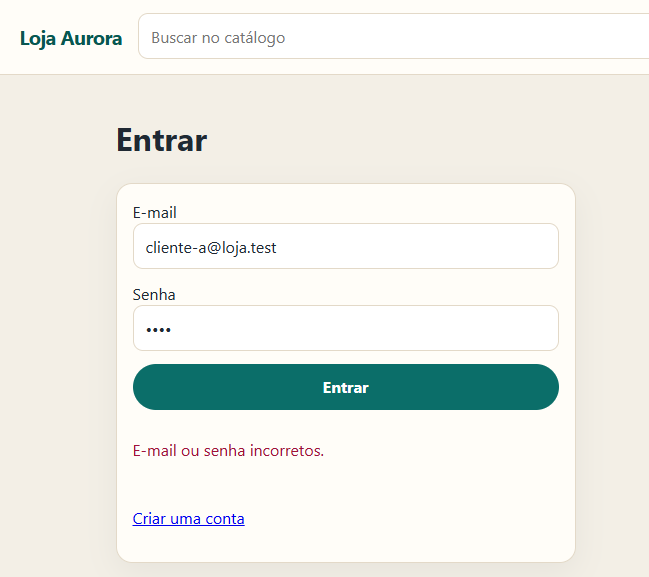 Loja Aurora
Buscar no catálogo
Entrar
E-mail
cliente-a@loja.test
Senha
••••
Entrar
E-mail ou senha incorretos.
Criar uma conta